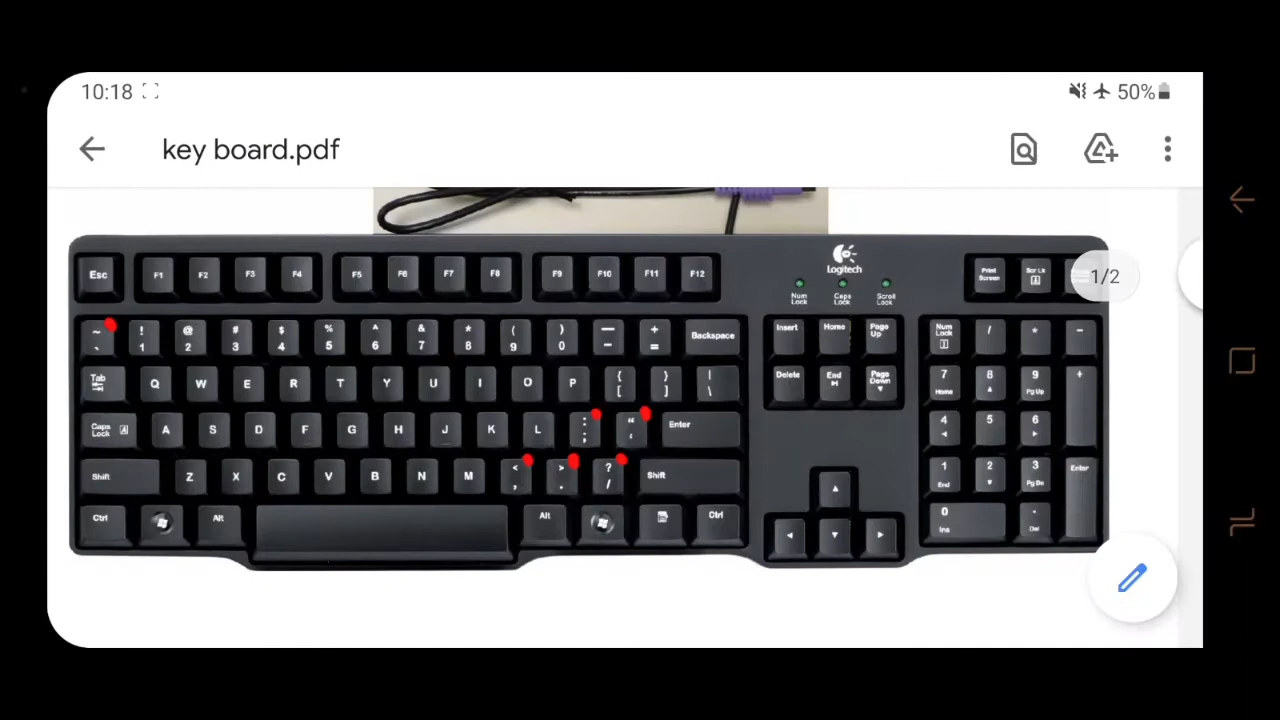 10:18 50%
key board.pdf
Logitech
1/2
Esc F1 F2 F3 F4 F5 F6 F7 F8 F9 F10 F11 F12
Num Lock Caps Lock Scroll Lock
Print Screen Scr Lk
~ ` ! 1 @ 2 # 3 $ 4 % 5 ^ 6 & 7 * 8 ( 9 ) 0 — - + = Backspace
Insert Home Page Up
Num Lock / * -
Tab Q W E R T Y U I O P { [ } ] | \
Delete End Page Down
7 Home 8 9 Pg Up +
Caps Lock A A S D F G H J K L : ; “ ‘ Enter
4 5 6
Shift Z X C V B N M < , > . ? / Shift
1 End 2 3 Pg Dn Enter
Ctrl Alt Alt Ctrl
0 Ins . Del